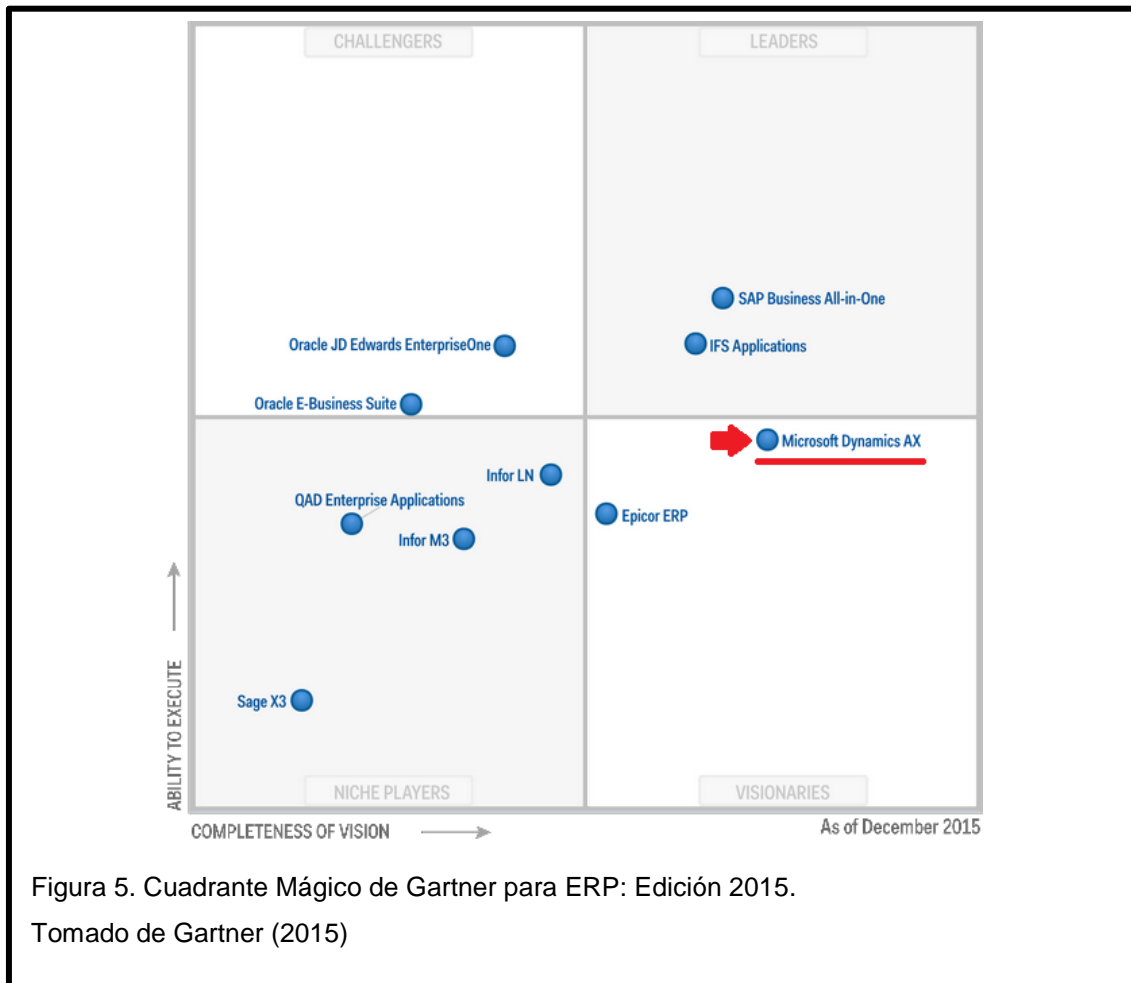 CHALLENGERS
LEADERS
SAP Business All-in-One
Oracle JD Edwards EnterpriseOne
IFS Applications
Oracle E-Business Suite
Microsoft Dynamics AX
Infor LN
QAD Enterprise Applications
Epicor ERP
Infor M3
Sage X3
ABILITY TO EXECUTE
NICHE PLAYERS
VISIONARIES
COMPLETENESS OF VISION
As of December 2015
Figura 5. Cuadrante Mágico de Gartner para ERP: Edición 2015.
Tomado de Gartner (2015)